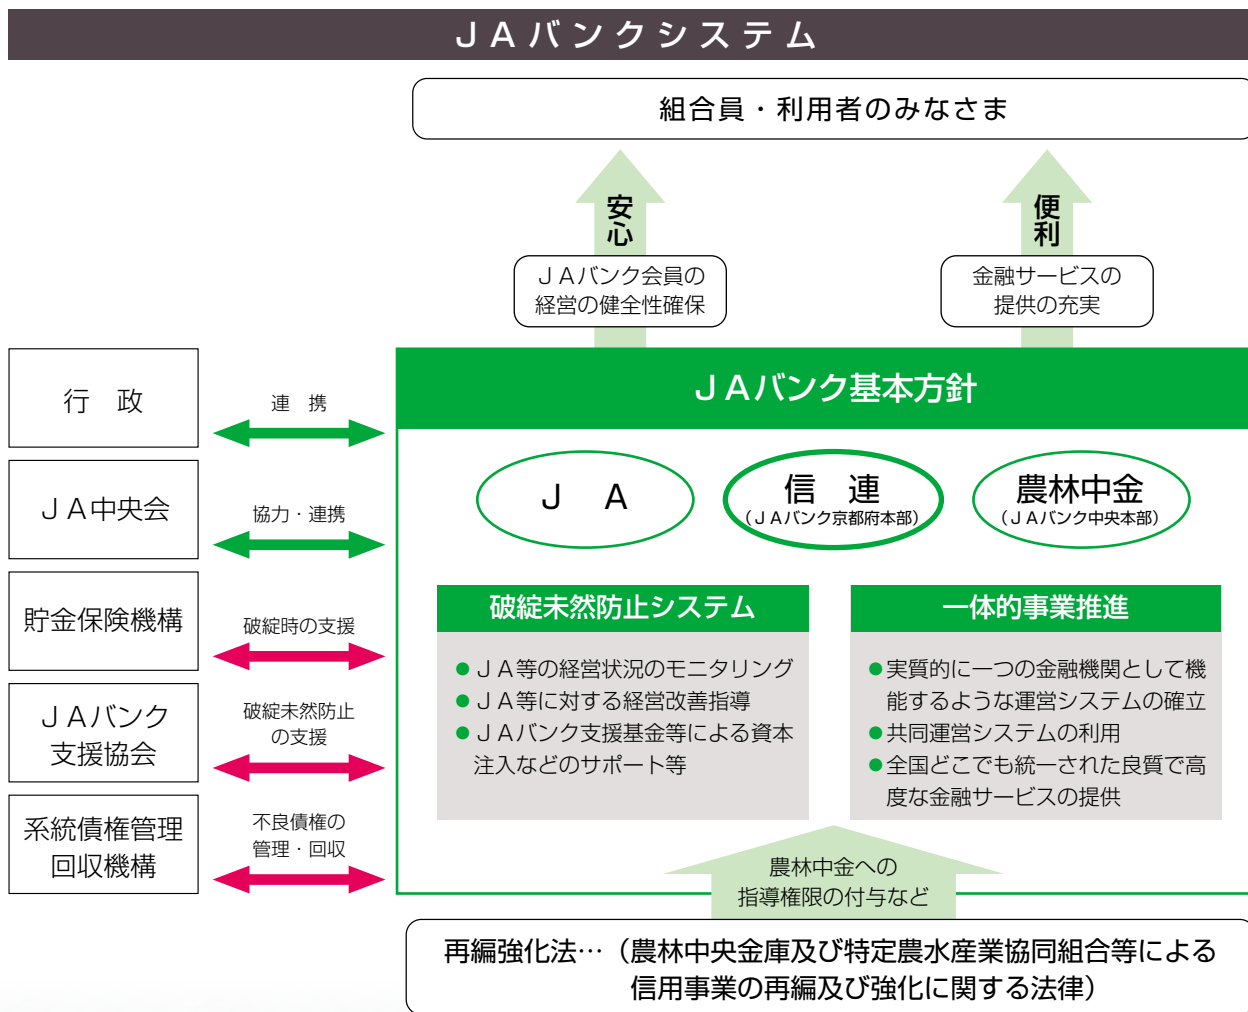 ＪＡバンクシステム
組合員・利用者のみなさま
安心
便利
ＪＡバンク会員の
経営の健全性確保
金融サービスの
提供の充実
行　政
連　携
ＪＡ中央会
協力・連携
貯金保険機構
破綻時の支援
ＪＡバンク
支援協会
破綻未然防止
の支援
系統債権管理
回収機構
不良債権の
管理・回収
ＪＡバンク基本方針
Ｊ　Ａ
信　連
（ＪＡバンク京都府本部）
農林中金
（ＪＡバンク中央本部）
破綻未然防止システム
●ＪＡ等の経営状況のモニタリング
●ＪＡ等に対する経営改善指導
●ＪＡバンク支援基金等による資本
注入などのサポート等
一体的事業推進
●実質的に一つの金融機関として機
能するような運営システムの確立
●共同運営システムの利用
●全国どこでも統一された良質で高
度な金融サービスの提供
農林中金への
指導権限の付与など
再編強化法…（農林中央金庫及び特定農水産業協同組合等による
信用事業の再編及び強化に関する法律）